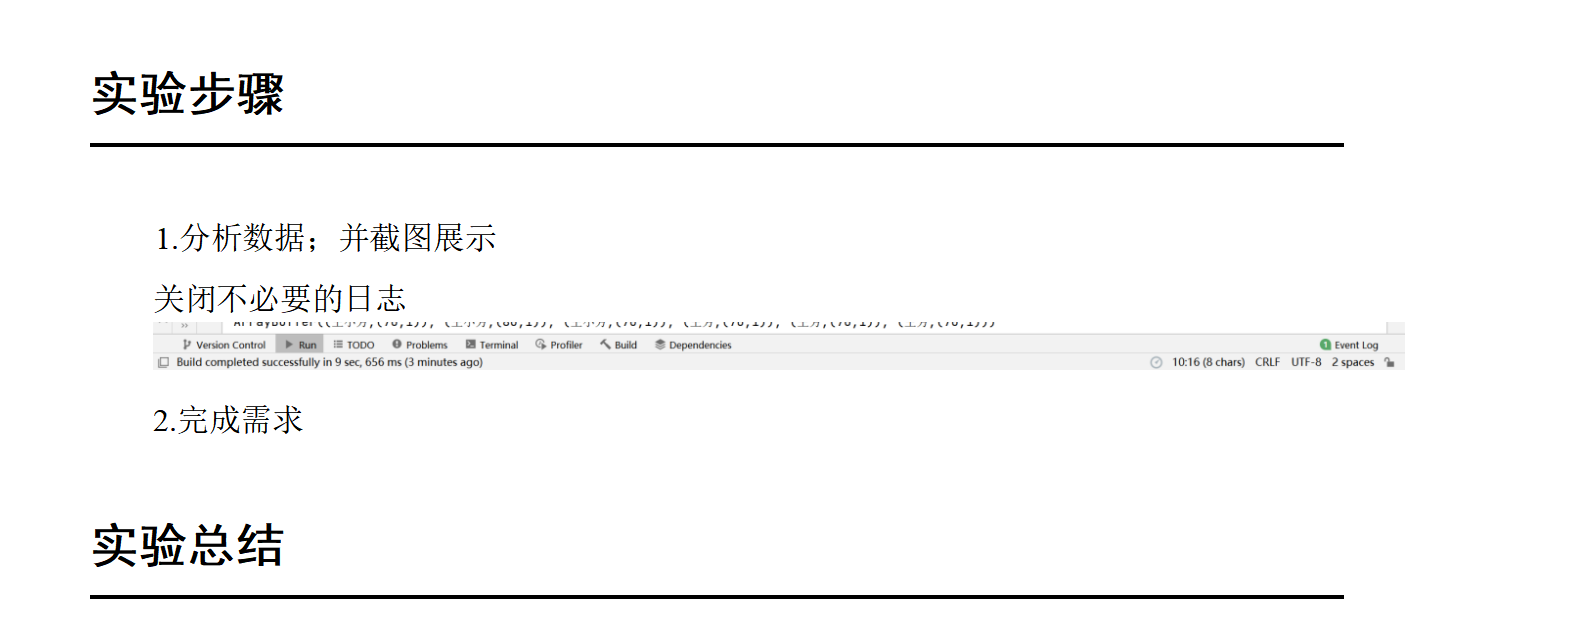 实验步骤
1.分析数据；并截图展示
关闭不必要的日志
Version Control Run TODO Problems Terminal Profiler Build Dependencies 1 Event Log
Build completed successfully in 9 sec, 656 ms (3 minutes ago) 10:16 (8 chars) CRLF UTF-8 2 spaces
2.完成需求
实验总结